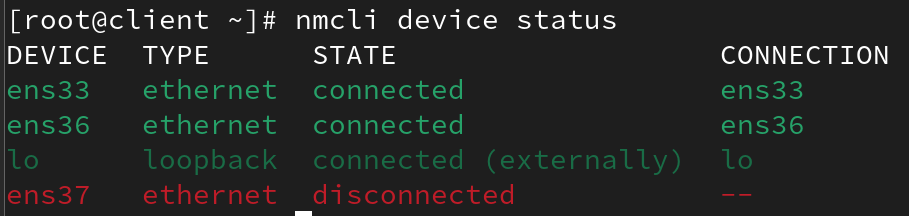 [root@client ~]# nmcli device status
DEVICE  TYPE      STATE                   CONNECTION
ens33   ethernet  connected               ens33
ens36   ethernet  connected               ens36
lo      loopback  connected (externally)  lo
ens37   ethernet  disconnected            --